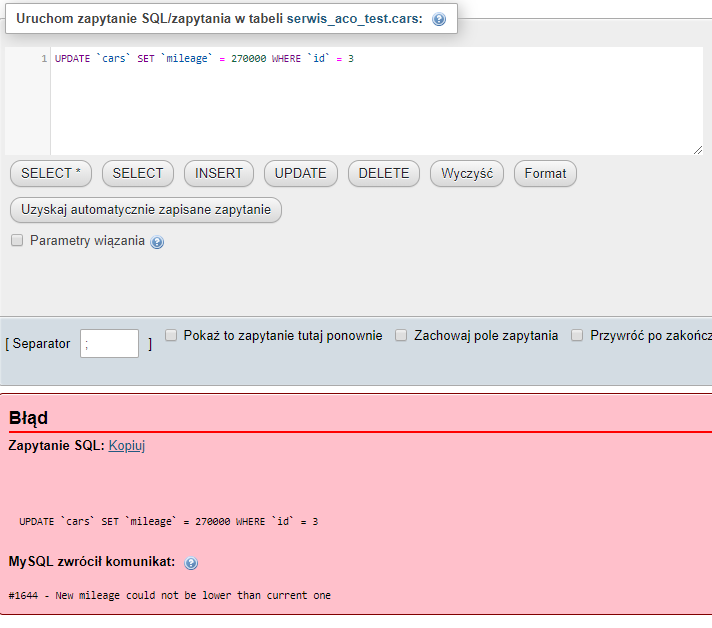 Uruchom zapytanie SQL/zapytania w tabeli serwis_aco_test.cars:
1 UPDATE `cars` SET `mileage` = 270000 WHERE `id` = 3
SELECT * SELECT INSERT UPDATE DELETE Wyczyść Format
Uzyskaj automatycznie zapisane zapytanie
Parametry wiązania
[ Separator ; ] Pokaż to zapytanie tutaj ponownie Zachowaj pole zapytania Przywróć po zakończ
Błąd
Zapytanie SQL: Kopiuj
UPDATE `cars` SET `mileage` = 270000 WHERE `id` = 3
MySQL zwrócił komunikat:
#1644 - New mileage could not be lower than current one